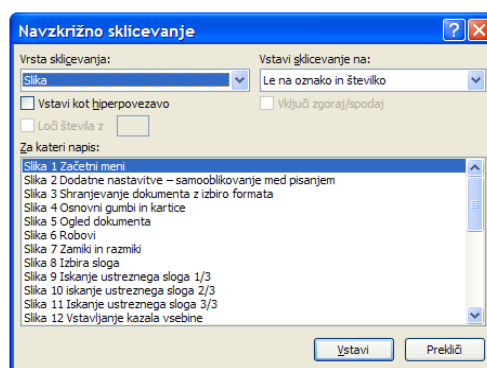 Navzkrižno sklicevanje
Vrsta sklicevanja:
Vstavi sklicevanje na:
Slika
Le na oznako in številko
Vstavi kot hiperpovezavo
Vključi zgoraj/spodaj
Loči števila z
Za kateri napis:
Slika 1 Začetni meni
Slika 2 Dodatne nastavitve – samooblikovanje med pisanjem
Slika 3 Shranjevanje dokumenta z izbiro formata
Slika 4 Osnovni gumbi in kartice
Slika 5 Ogled dokumenta
Slika 6 Robovi
Slika 7 Zamiki in razmiki
Slika 8 Izbira sloga
Slika 9 Iskanje ustreznega sloga 1/3
Slika 10 iskanje ustreznega sloga 2/3
Slika 11 Iskanje ustreznega sloga 3/3
Slika 12 Vstavljanje kazala vsebine
Vstavi
Prekliči